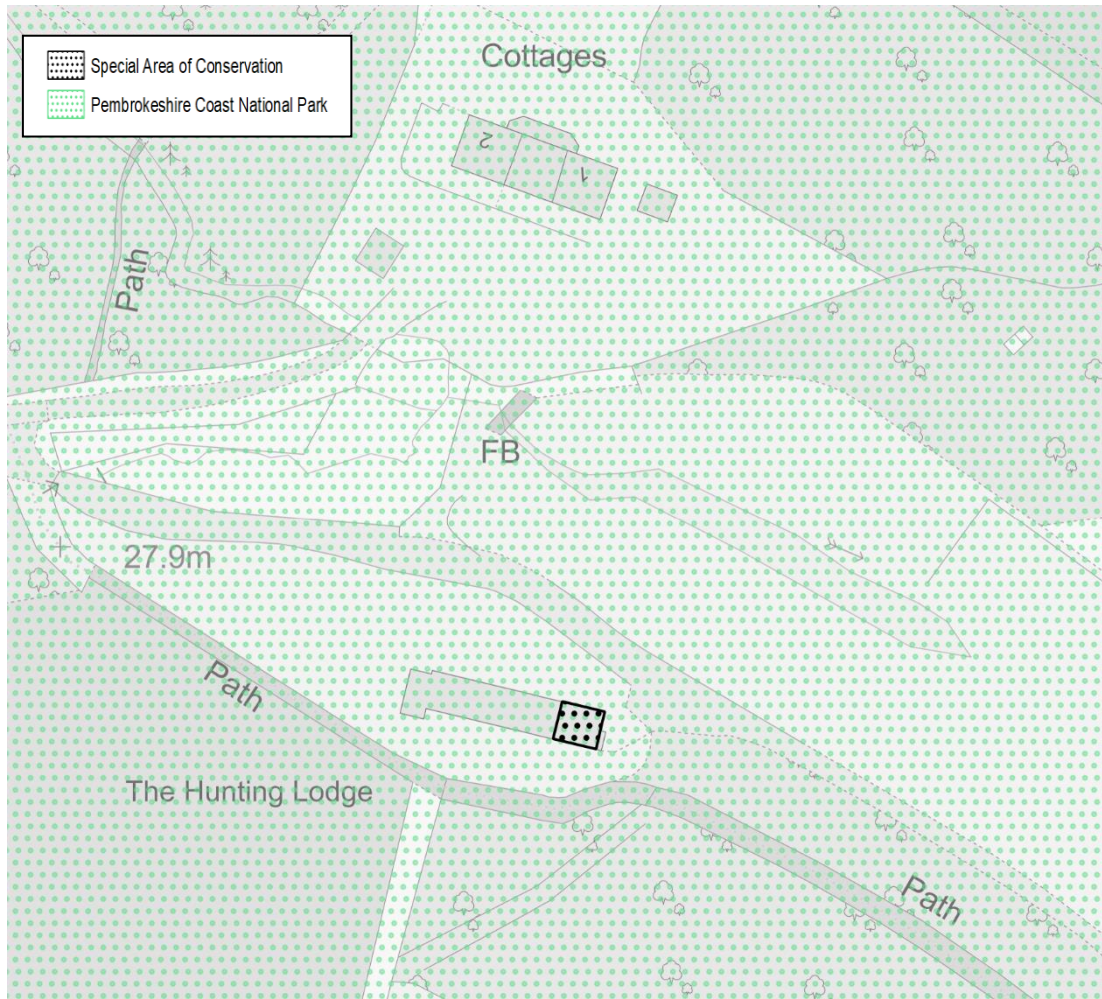 Special Area of Conservation
Pembrokeshire Coast National Park
Cottages
2
1
Path
FB
27.9m
Path
The Hunting Lodge
Path